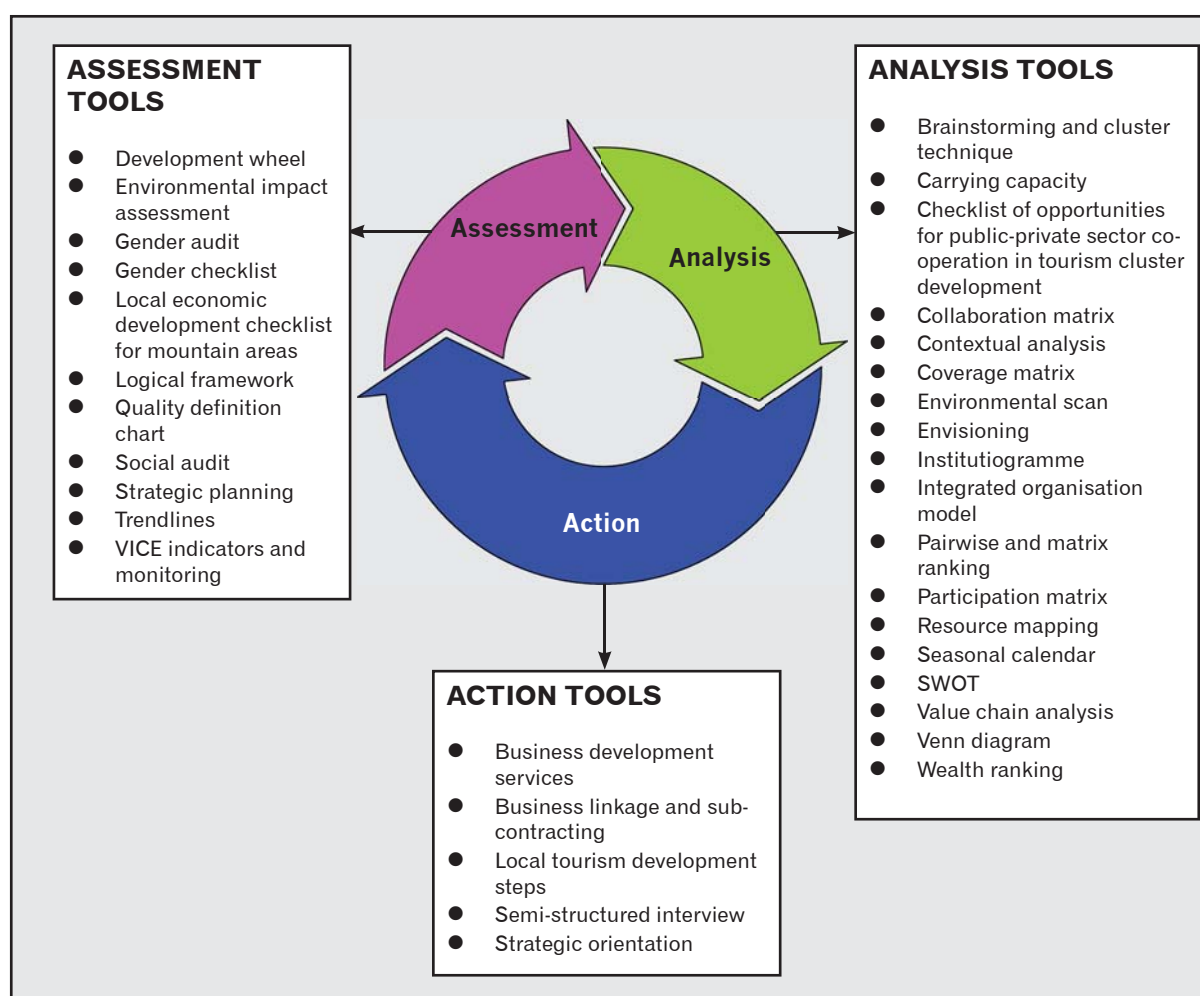 ASSESSMENT
TOOLS
● Development wheel
● Environmental impact
assessment
● Gender audit
● Gender checklist
● Local economic
development checklist
for mountain areas
● Logical framework
● Quality definition
chart
● Social audit
● Strategic planning
● Trendlines
● VICE indicators and
monitoring
Assessment
Analysis
Action
ANALYSIS TOOLS
● Brainstorming and cluster
technique
● Carrying capacity
● Checklist of opportunities
for public-private sector co-
operation in tourism cluster
development
● Collaboration matrix
● Contextual analysis
● Coverage matrix
● Environmental scan
● Envisioning
● Institutiogramme
● Integrated organisation
model
● Pairwise and matrix
ranking
● Participation matrix
● Resource mapping
● Seasonal calendar
● SWOT
● Value chain analysis
● Venn diagram
● Wealth ranking
ACTION TOOLS
● Business development
services
● Business linkage and sub-
contracting
● Local tourism development
steps
● Semi-structured interview
● Strategic orientation